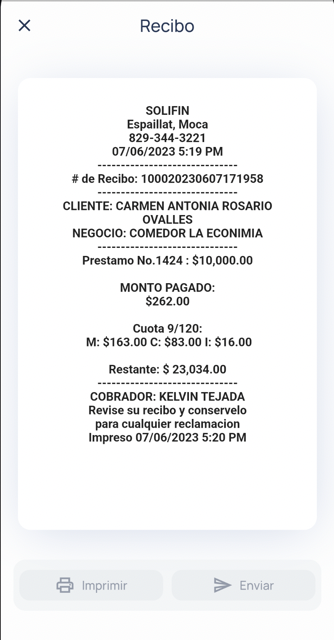 Recibo
SOLIFIN
Espaillat, Moca
829-344-3221
07/06/2023 5:19 PM
------------------------------
# de Recibo: 100020230607171958
------------------------------
CLIENTE: CARMEN ANTONIA ROSARIO
OVALLES
NEGOCIO: COMEDOR LA ECONIMIA
------------------------------
Prestamo No.1424 : $10,000.00
MONTO PAGADO:
$262.00
Cuota 9/120:
M: $163.00 C: $83.00 I: $16.00
Restante: $ 23,034.00
------------------------------
COBRADOR: KELVIN TEJADA
Revise su recibo y conservelo
para cualquier reclamacion
Impreso 07/06/2023 5:20 PM
Imprimir
Enviar